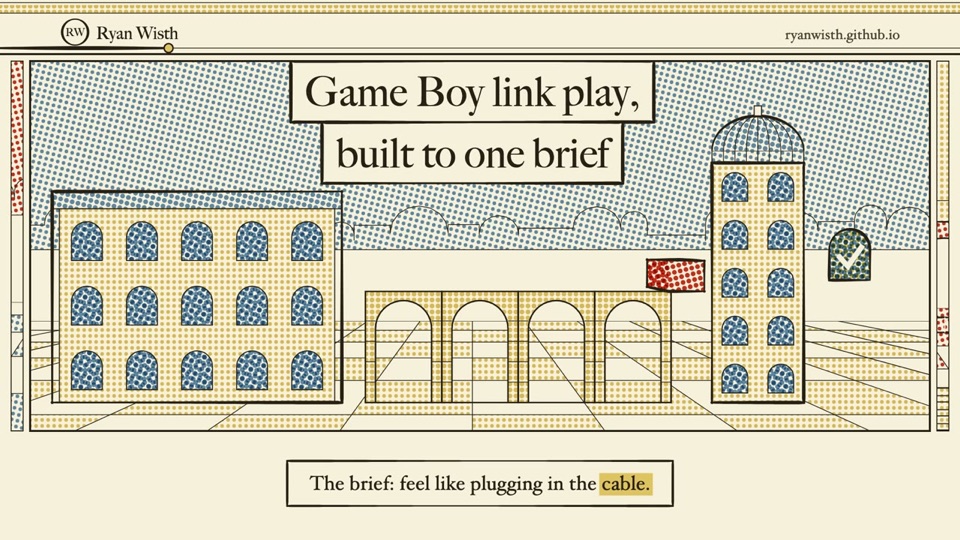 RW Ryan Wisth
ryanwisth.github.io
Game Boy link play,
built to one brief
The brief: feel like plugging in the cable.